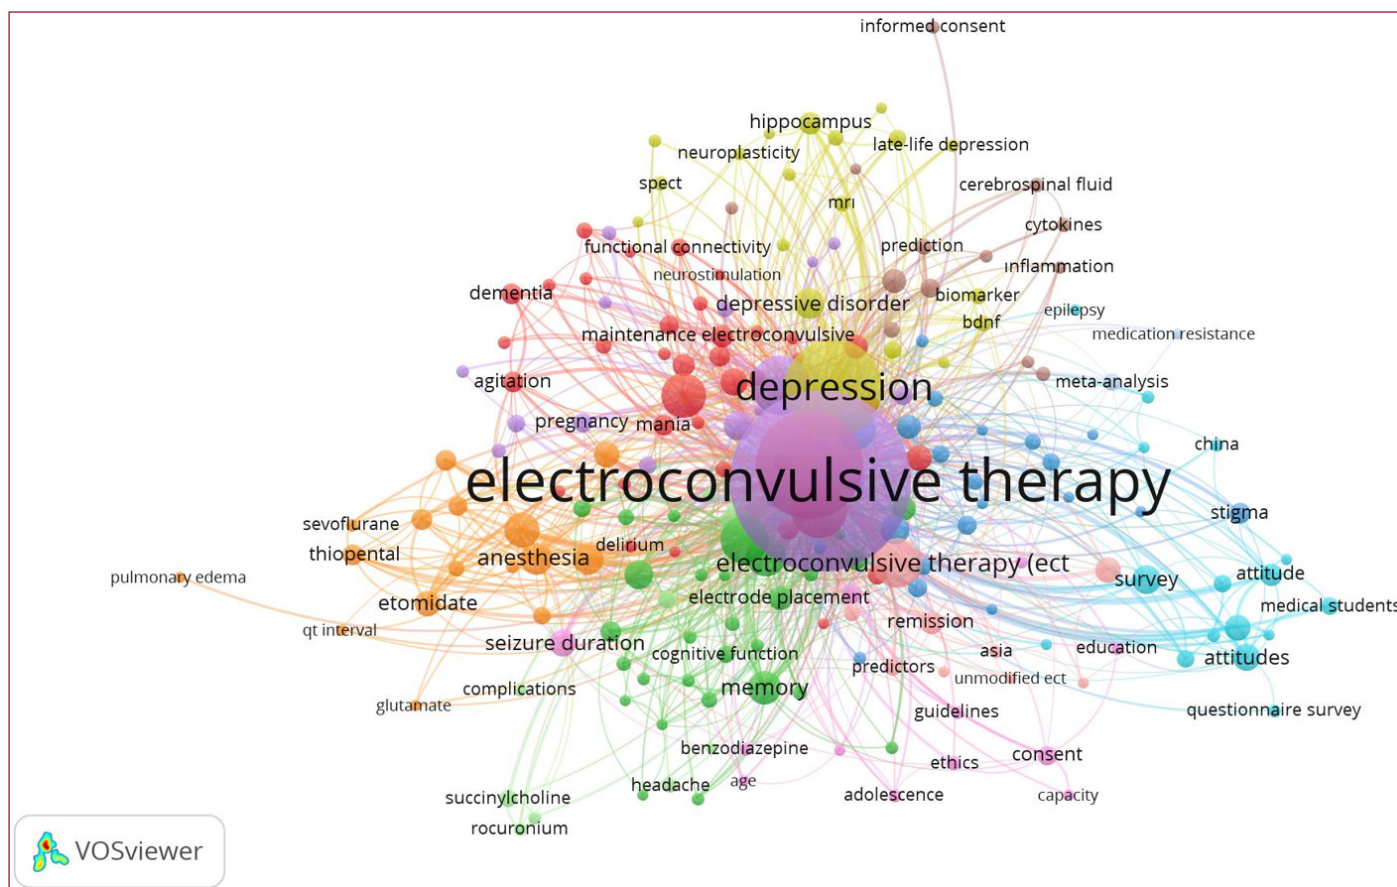 informed consent
hippocampus
late-life depression
neuroplasticity
spect
cerebrospinal fluid
mrı
cytokines
functional connectivity
prediction
neurostimulation
ınflammation
dementia
depressive disorder
biomarker
epilepsy
bdnf
maintenance electroconvulsive
medication resistance
agitation
depression
meta-analysis
pregnancy
mania
china
electroconvulsive therapy
sevoflurane
stigma
thiopental
anesthesia
delirium
electroconvulsive therapy (ect
pulmonary edema
survey
attitude
etomidate
electrode placement
medical students
qt interval
remission
seizure duration
cognitive function
asia
education
predictors
attitudes
complications
memory
unmodified ect
glutamate
guidelines
questionnaire survey
benzodiazepine
ethics
consent
headache
age
succinylcholine
adolescence
capacity
rocuronium
VOSviewer